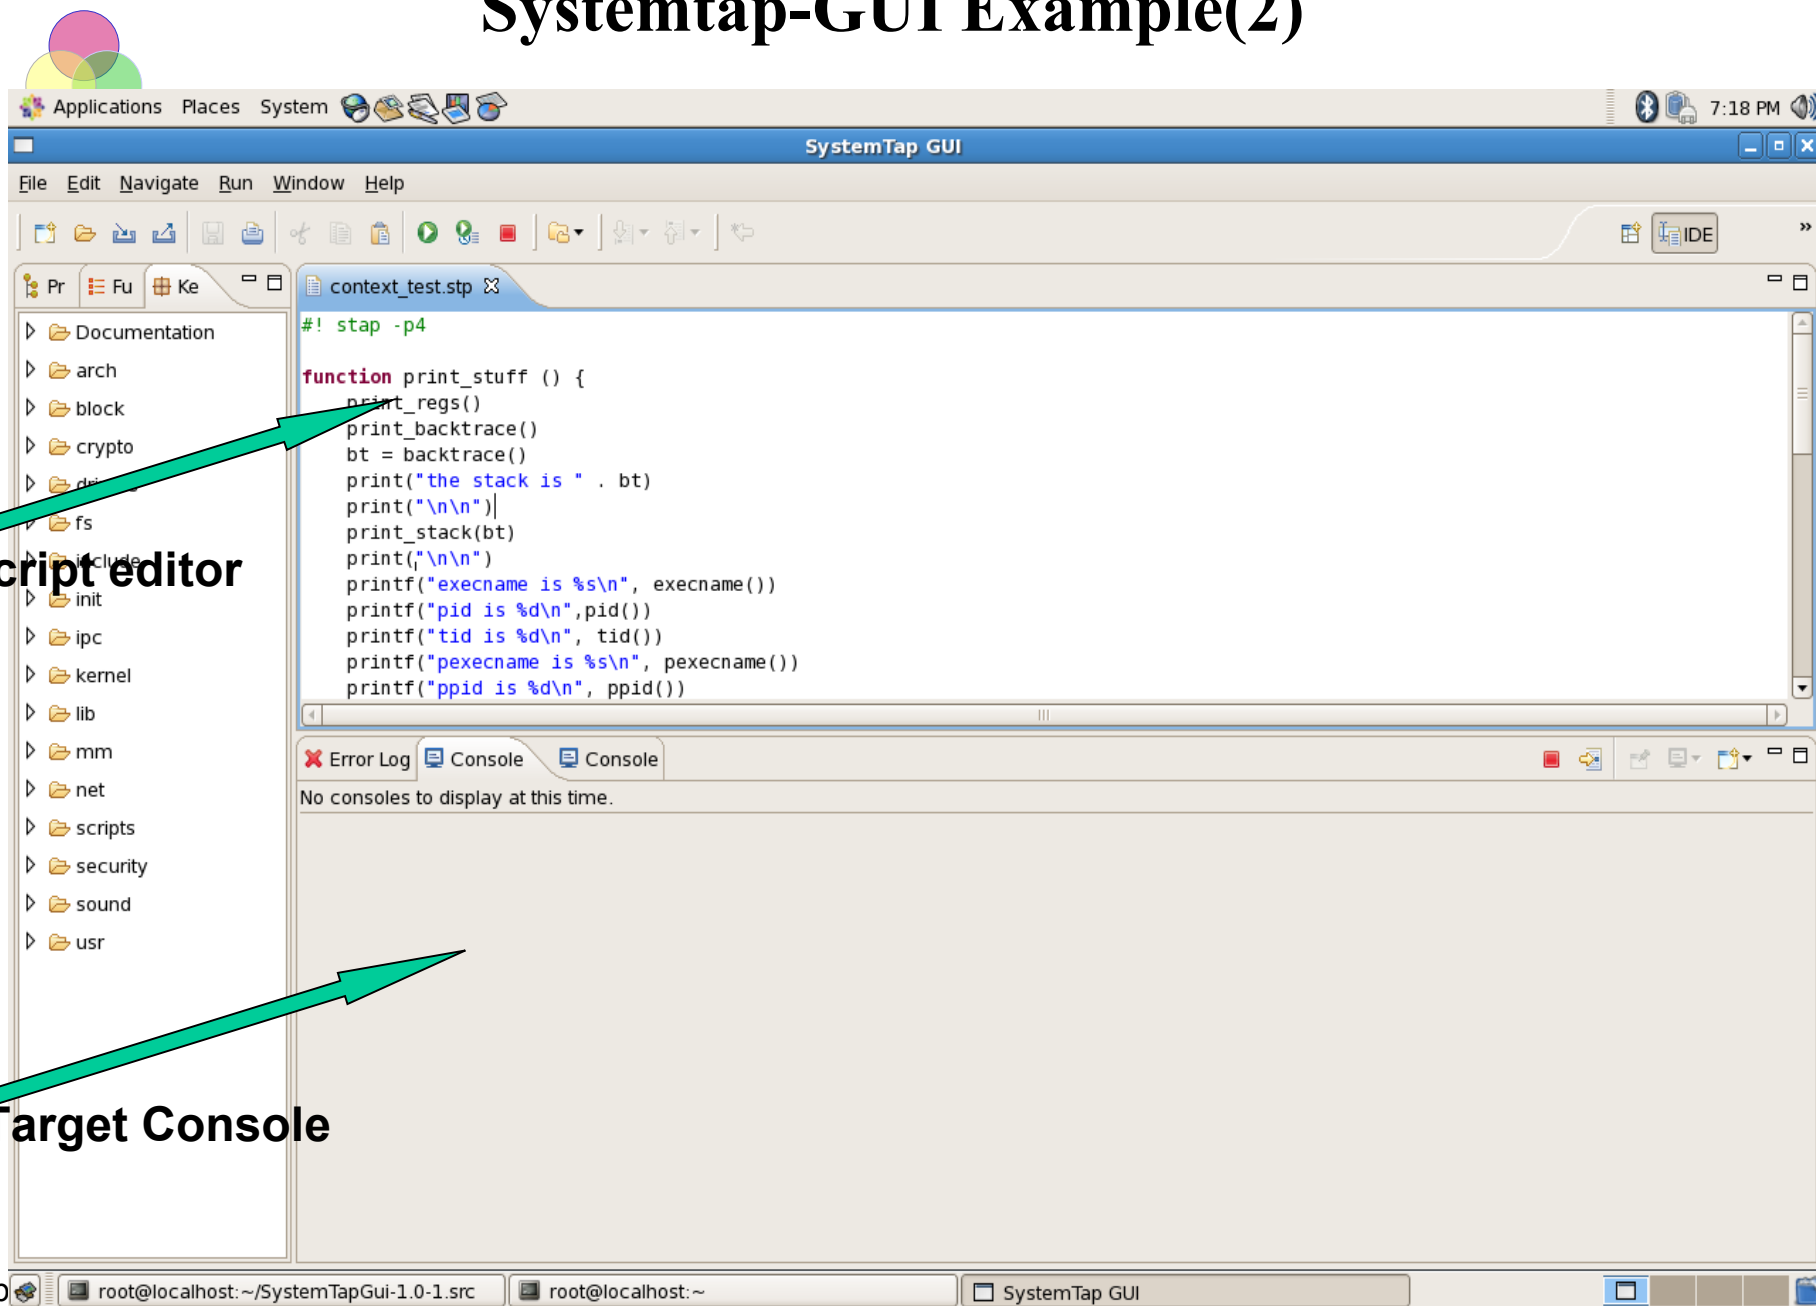 Systemtap-GUI Example(2)
Applications Places System
7:18 PM
SystemTap GUI
File Edit Navigate Run Window Help
IDE
»
Pr Fu Ke
context_test.stp
Documentation
arch
block
crypto
fs
include
init
ipc
kernel
lib
mm
net
scripts
security
sound
usr
#! stap -p4
function print_stuff () {
print_regs()
print_backtrace()
bt = backtrace()
print("the stack is " . bt)
print("\n\n")
print_stack(bt)
print("\n\n")
printf("execname is %s\n", execname())
printf("pid is %d\n",pid())
printf("tid is %d\n", tid())
printf("pexecname is %s\n", pexecname())
printf("ppid is %d\n", ppid())
cript editor
Error Log Console Console
No consoles to display at this time.
Target Console
root@localhost:~/SystemTapGui-1.0-1.src
root@localhost:~
SystemTap GUI